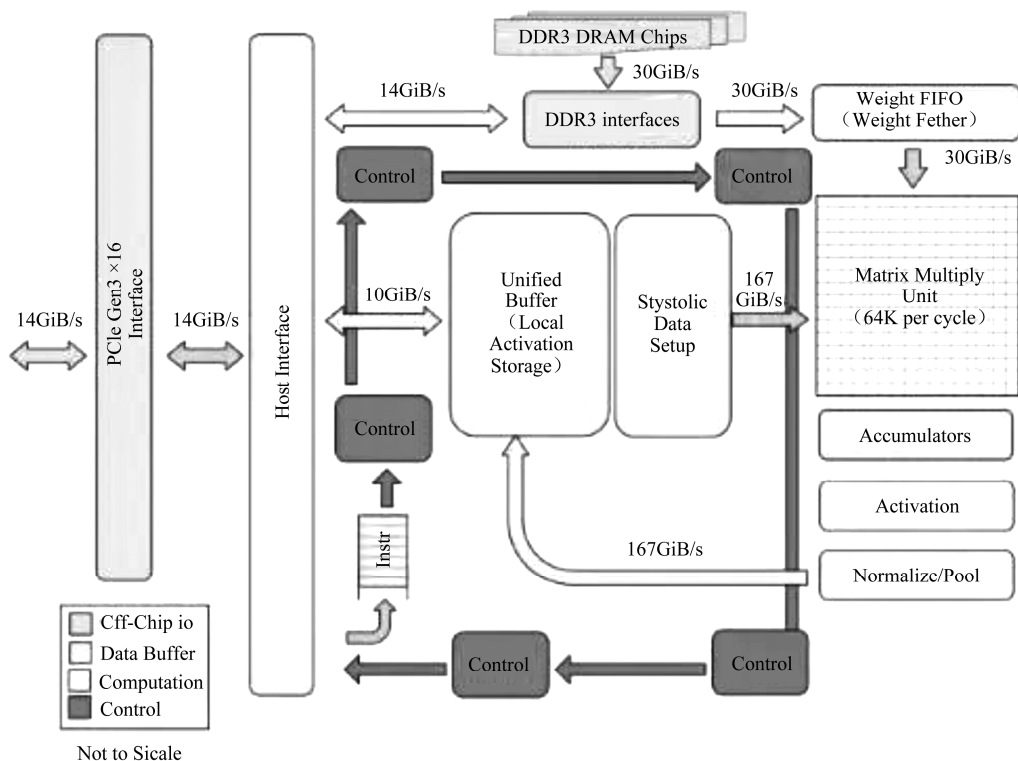 DDR3 DRAM Chips
30GiB/s
14GiB/s
30GiB/s
DDR3 interfaces
Weight FIFO
（Weight Fether）
30GiB/s
Control
Control
PCle Gen3 ×16
Interface
Host Interface
14GiB/s
14GiB/s
10GiB/s
Unified
Buffer
（Local
Activation
Storage）
Stystolic
Data
Setup
167
GiB/s
Matrix Multiply
Unit
（64K per cycle）
Control
Accumulators
Activation
Normalizc/Pool
167GiB/s
Instr
Control
Control
Cff-Chip io
Data Buffer
Computation
Control
Not to Sicale